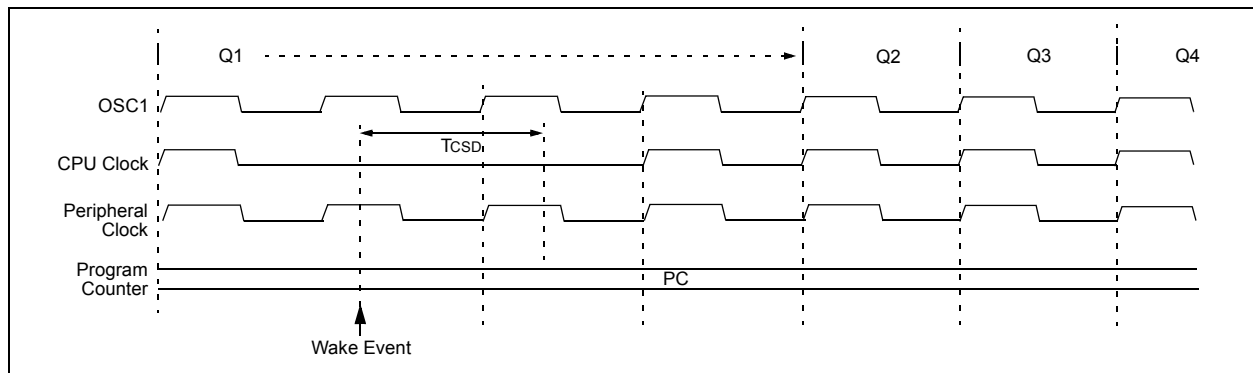 Q1 Q2 Q3 Q4
OSC1
TCSD
CPU Clock
Peripheral
Clock
Program
Counter
PC
Wake Event